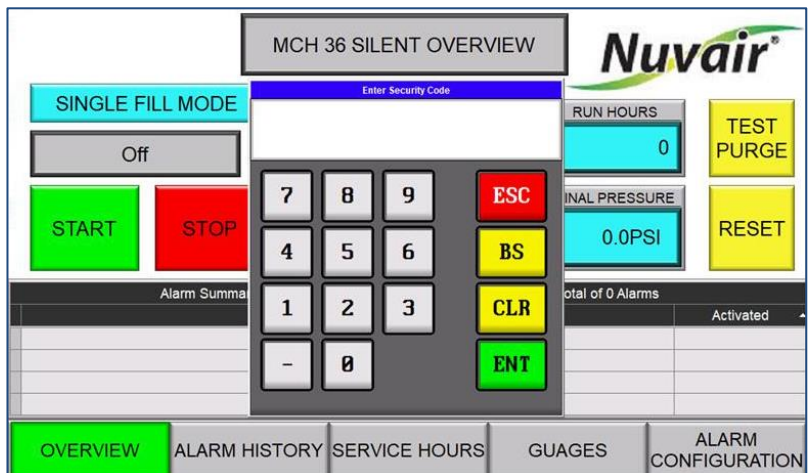 MCH 36 SILENT OVERVIEW
Nuvair®
Enter Security Code
SINGLE FILL MODE
Off
RUN HOURS
0
TEST
PURGE
START
STOP
INAL PRESSURE
0.0PSI
RESET
7 8 9 ESC
4 5 6 BS
1 2 3 CLR
- 0 ENT
Alarm Summa
otal of 0 Alarms
Activated
OVERVIEW
ALARM HISTORY
SERVICE HOURS
GUAGES
ALARM
CONFIGURATION